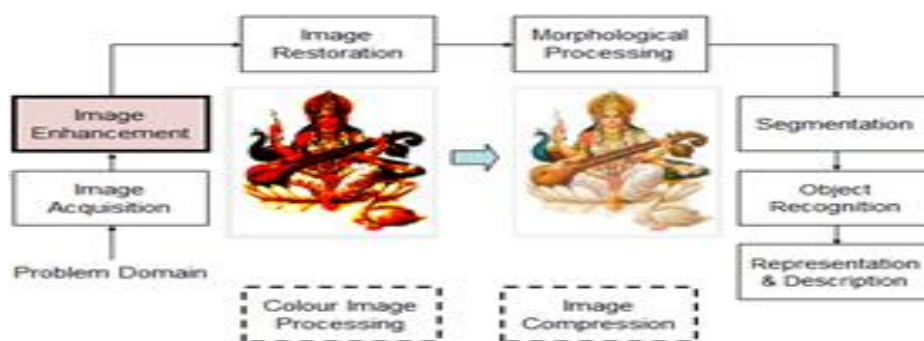 Image
Restoration
Morphological
Processing
Image
Enhancement
Segmentation
Image
Acquisition
Object
Recognition
Problem Domain
Representation
& Description
Colour Image
Processing
Image
Compression